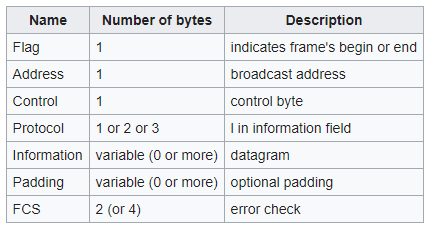 Name Number of bytes Description
Flag 1 indicates frame's begin or end
Address 1 broadcast address
Control 1 control byte
Protocol 1 or 2 or 3 l in information field
Information variable (0 or more) datagram
Padding variable (0 or more) optional padding
FCS 2 (or 4) error check